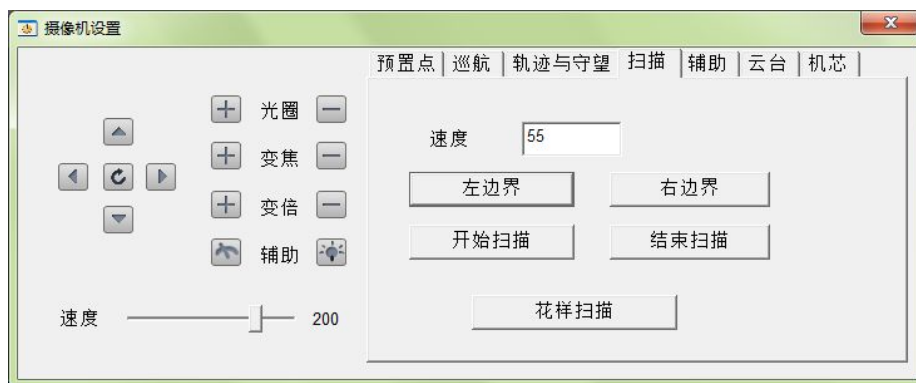 摄像机设置
预置点 巡航 轨迹与守望 扫描 辅助 云台 机芯
光圈
变焦
变倍
辅助
速度 200
速度 55
左边界 右边界
开始扫描 结束扫描
花样扫描